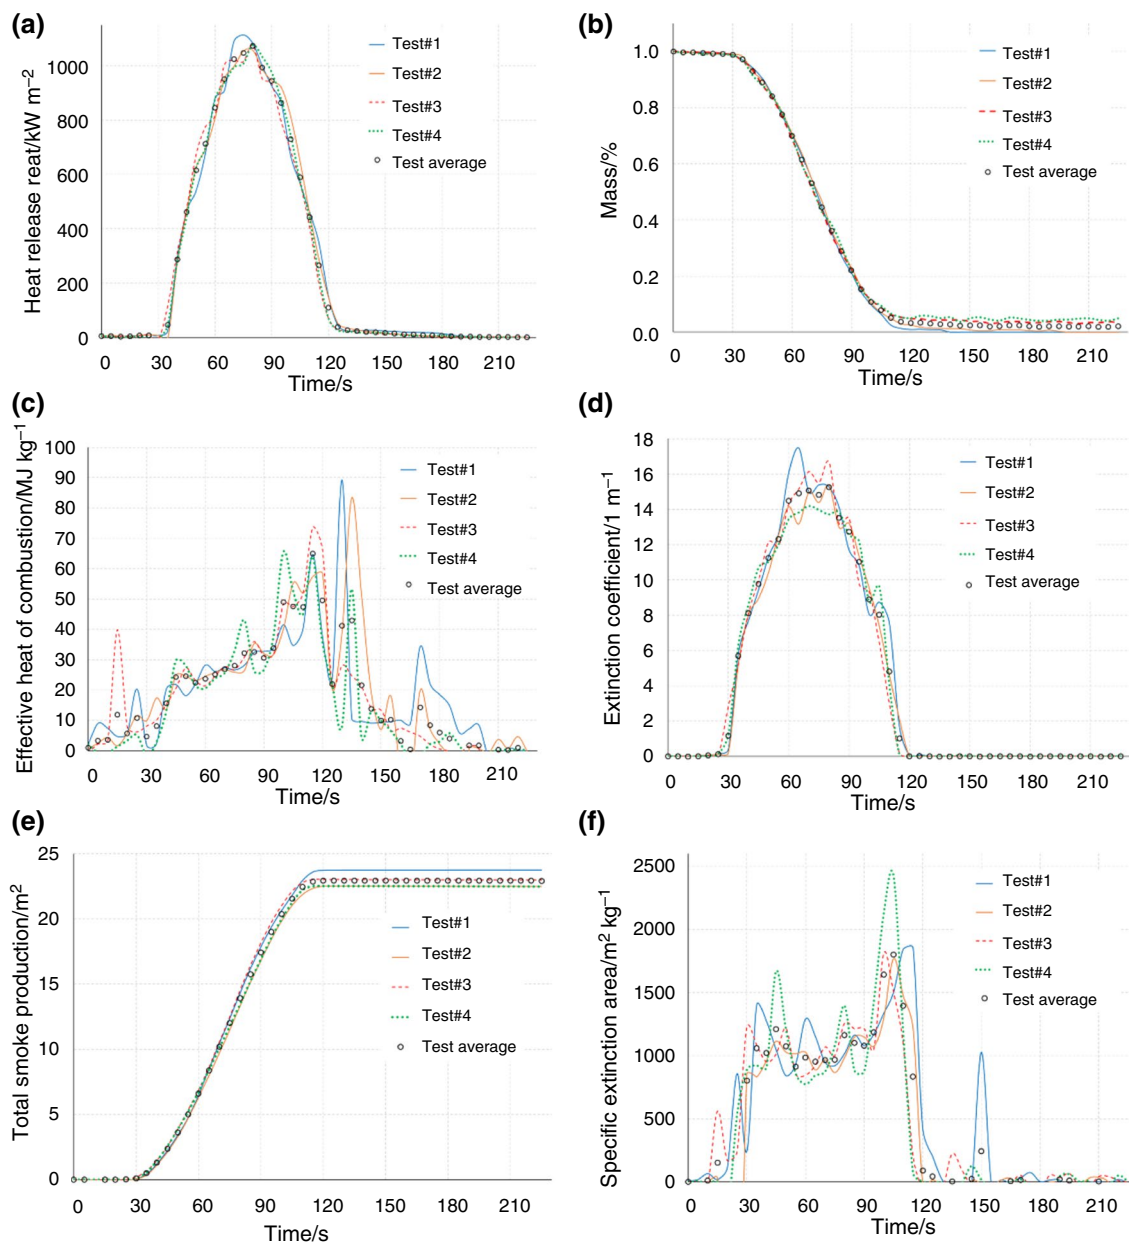 (a)
Heat release reat/kW m−2
1000
800
600
400
200
0
0 30 60 90 120 150 180 210
Time/s
Test#1
Test#2
Test#3
Test#4
Test average
(b)
Mass/%
1.0
0.8
0.6
0.4
0.2
0.0
0 30 60 90 120 150 180 210
Time/s
Test#1
Test#2
Test#3
Test#4
Test average
(c)
Effective heat of combustion/MJ kg−1
100
90
80
70
60
50
40
30
20
10
0
0 30 60 90 120 150 180 210
Time/s
Test#1
Test#2
Test#3
Test#4
Test average
(d)
Extinction coefficient/1 m−1
18
16
14
12
10
8
6
4
2
0
0 30 60 90 120 150 180 210
Time/s
Test#1
Test#2
Test#3
Test#4
Test average
(e)
Total smoke production/m2
25
20
15
10
5
0
0 30 60 90 120 150 180 210
Time/s
Test#1
Test#2
Test#3
Test#4
Test average
(f)
Specific extinction area/m2 kg−1
2500
2000
1500
1000
500
0
0 30 60 90 120 150 180 210
Time/s
Test#1
Test#2
Test#3
Test#4
Test average